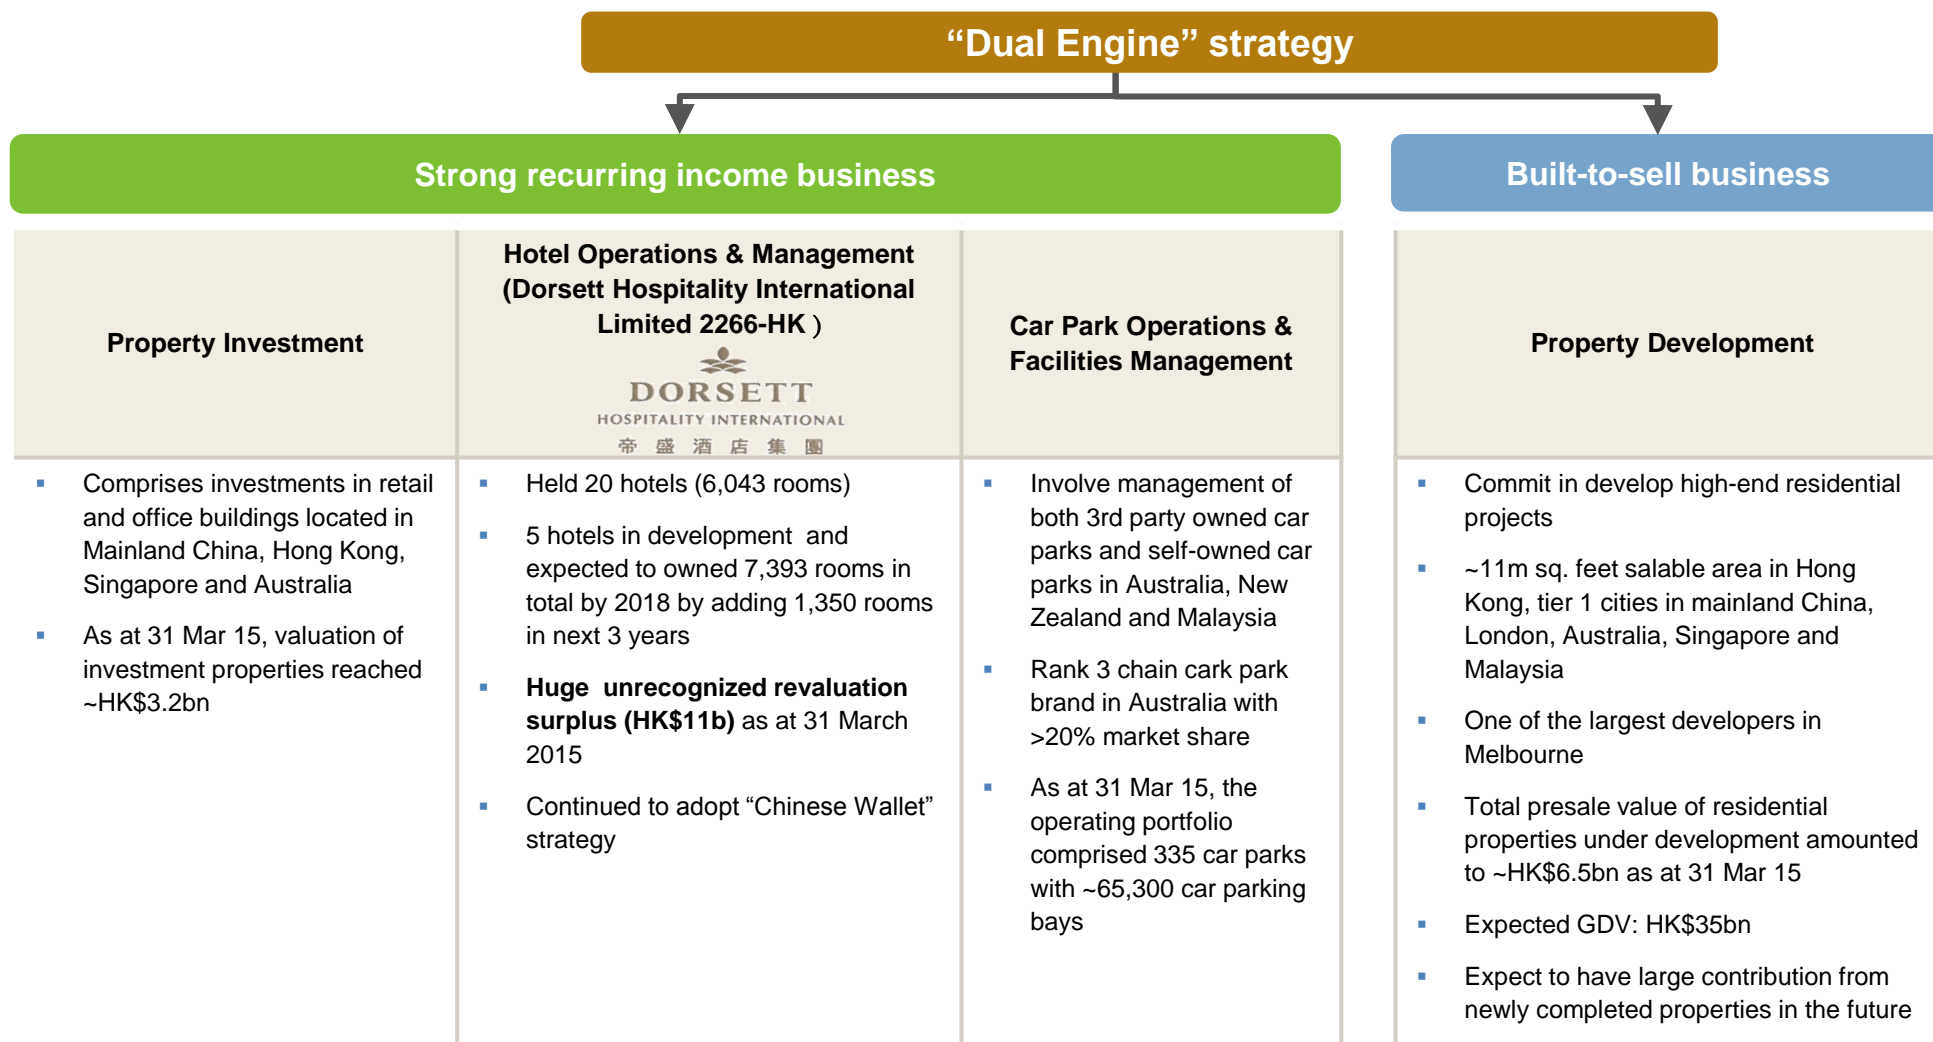 “Dual Engine” strategy
Strong recurring income business
Built-to-sell business
Property Investment
Hotel Operations & Management
(Dorsett Hospitality International
Limited 2266-HK）
DORSETT
HOSPITALITY INTERNATIONAL
帝盛酒店集團
Car Park Operations &
Facilities Management
Property Development
▪ Comprises investments in retail
and office buildings located in
Mainland China, Hong Kong,
Singapore and Australia
▪ As at 31 Mar 15, valuation of
investment properties reached
~HK$3.2bn
▪ Held 20 hotels (6,043 rooms)
▪ 5 hotels in development and
expected to owned 7,393 rooms in
total by 2018 by adding 1,350 rooms
in next 3 years
▪ Huge unrecognized revaluation
surplus (HK$11b) as at 31 March
2015
▪ Continued to adopt “Chinese Wallet”
strategy
▪ Involve management of
both 3rd party owned car
parks and self-owned car
parks in Australia, New
Zealand and Malaysia
▪ Rank 3 chain cark park
brand in Australia with
>20% market share
▪ As at 31 Mar 15, the
operating portfolio
comprised 335 car parks
with ~65,300 car parking
bays
▪ Commit in develop high-end residential
projects
▪ ~11m sq. feet salable area in Hong
Kong, tier 1 cities in mainland China,
London, Australia, Singapore and
Malaysia
▪ One of the largest developers in
Melbourne
▪ Total presale value of residential
properties under development amounted
to ~HK$6.5bn as at 31 Mar 15
▪ Expected GDV: HK$35bn
▪ Expect to have large contribution from
newly completed properties in the future